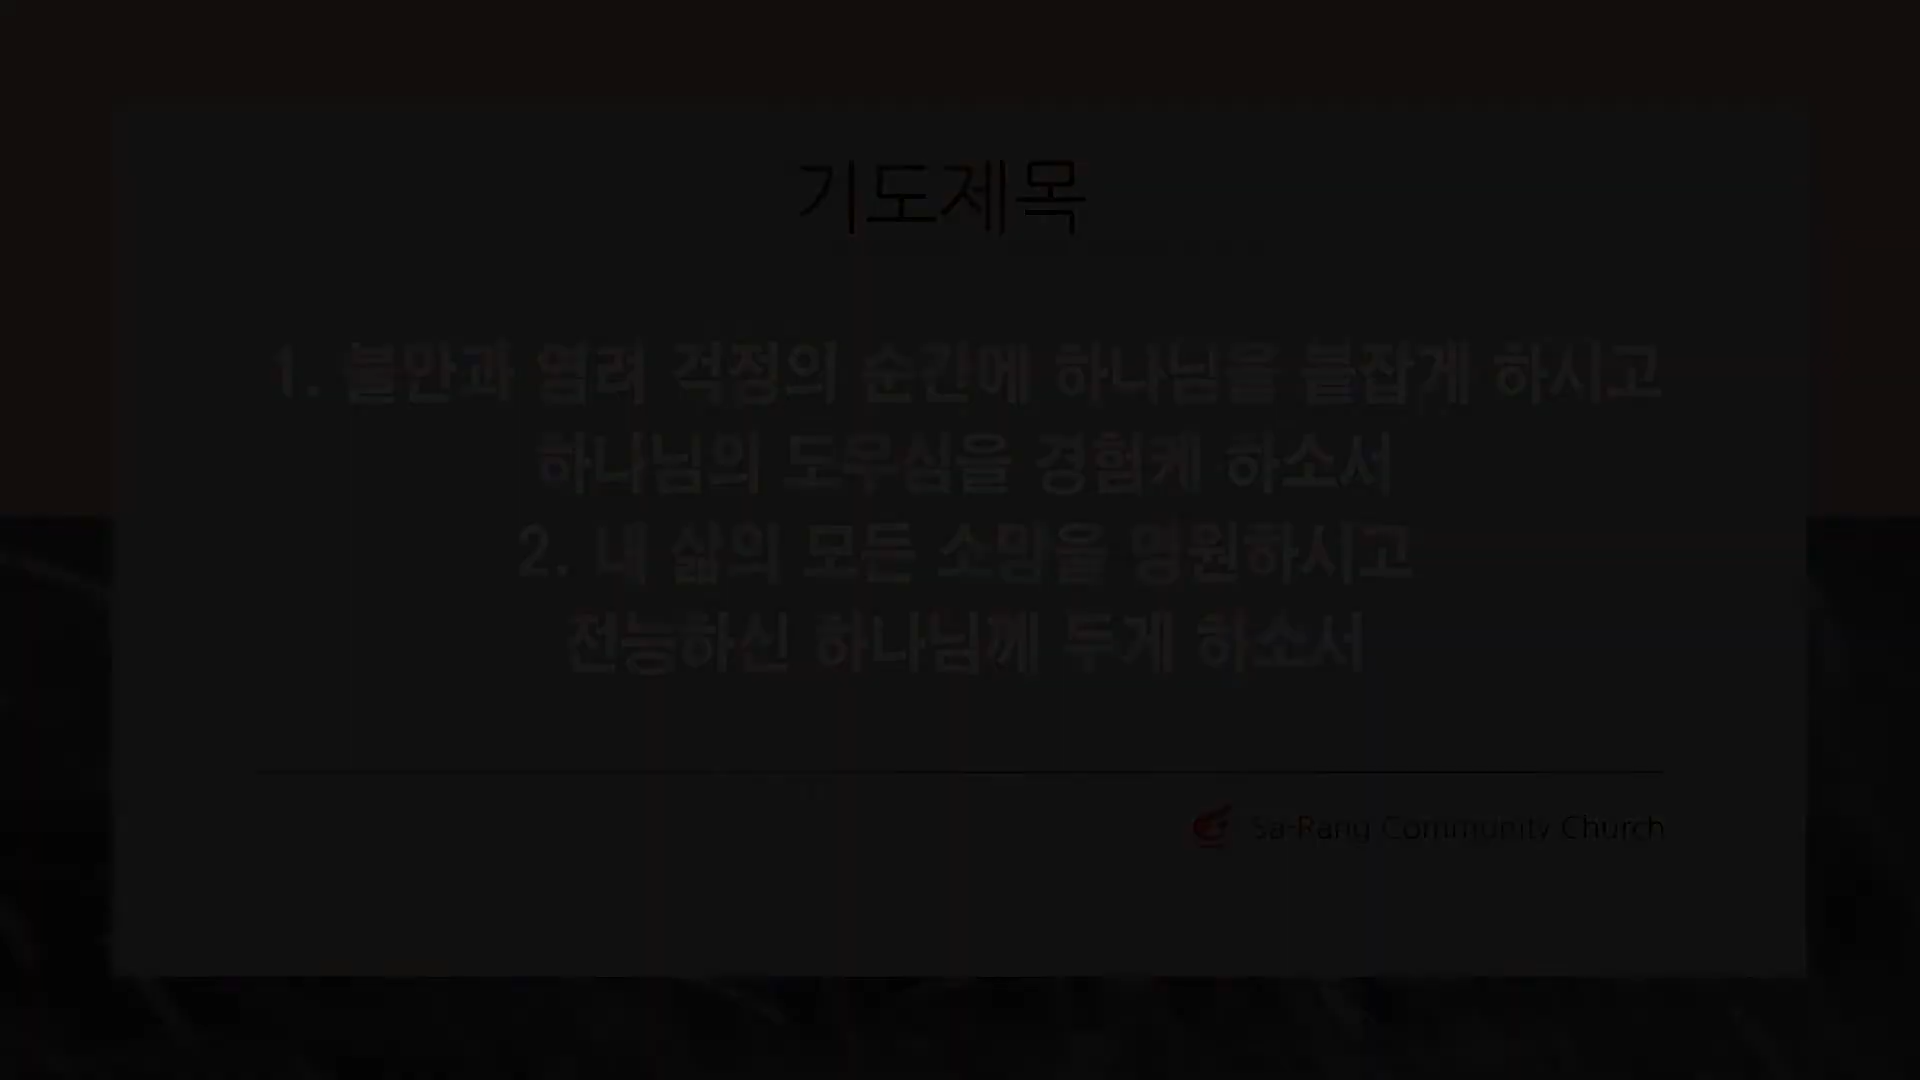 기도제목
1. 불안과 염려 걱정의 순간에 하나님을 붙잡게 하시고
하나님의 도우심을 경험케 하소서
2. 내 삶의 모든 소망을 영원하시고
전능하신 하나님께 두게 하소서
Sa-Rang Community Church